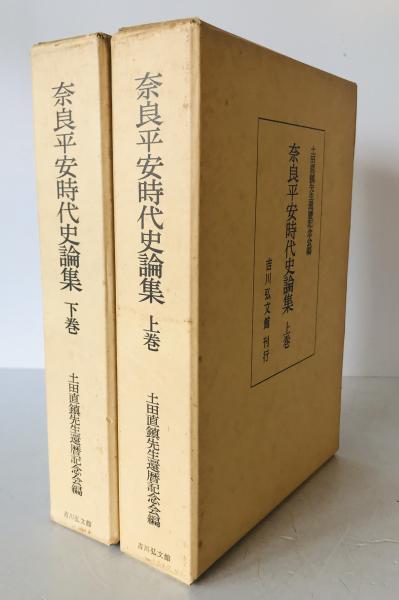 土田直鎮先生還暦記念会編
奈良平安時代史論集 上巻
吉川弘文館 刊行
奈良平安時代史論集 上巻
土田直鎮先生還暦記念会編
吉川弘文館
奈良平安時代史論集 下巻
土田直鎮先生還暦記念会編
吉川弘文館